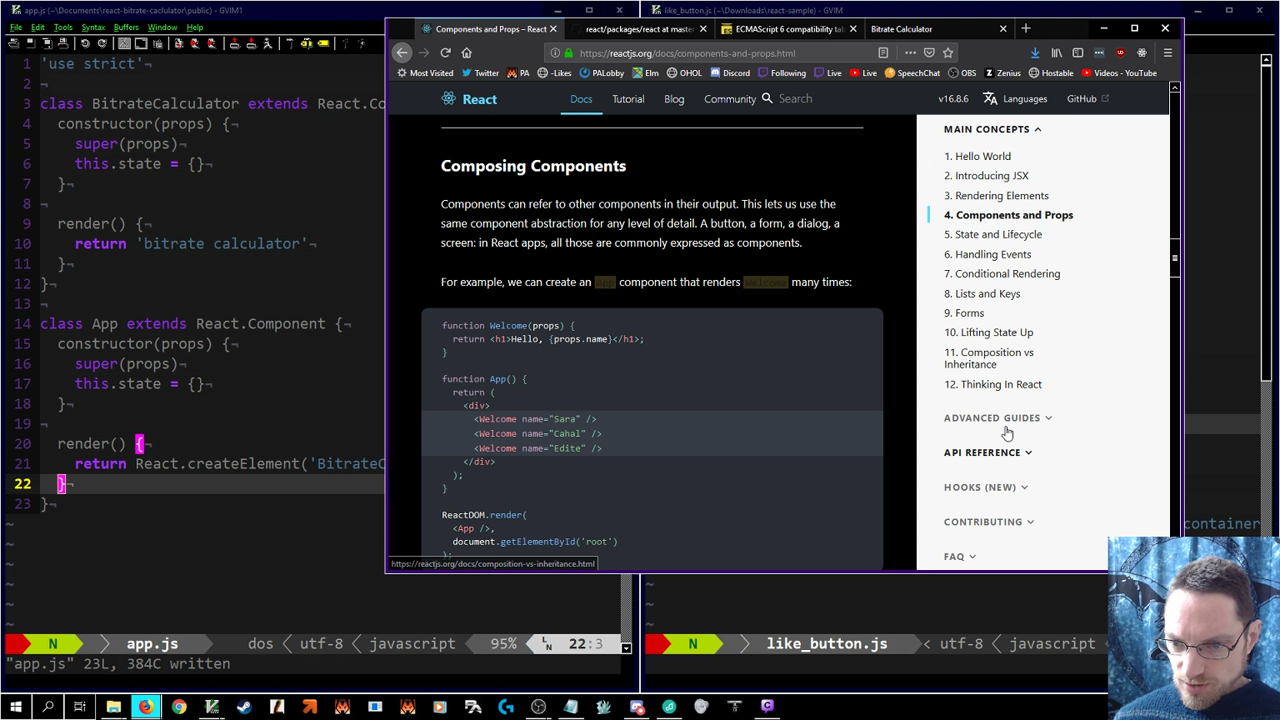 app.js (~\Documents\react-bitrate-caclulator\public) - GVIM1
File Edit Tools Syntax Buffers Window
1 'use strict'¬
2
3 class BitrateCalculator extends React.Co
4 constructor(props) {¬
5 super(props)¬
6 this.state = {}¬
7 }¬
8
9 render() {¬
10 return 'bitrate calculator'¬
11 }¬
12 }¬
13
14 class App extends React.Component {¬
15 constructor(props) {¬
16 super(props)¬
17 this.state = {}¬
18 }¬
19
20 render() {¬
21 return React.createElement('BitrateC
22 }¬
23 }¬
~
~
~
~
~
N app.js dos < utf-8 < javascript 95% LN 22:3
"app.js" 23L, 384C written
like_button.js (~\Downloads\react-sample) - GVIM
Components and Props – React
react/packages/react at master
ECMAScript 6 compatibility tabl
Bitrate Calculator
https://reactjs.org/docs/components-and-props.html
Most Visited Twitter PA -Likes PALobby Elm OHOL Discord Following Live Live SpeechChat OBS Zenius Hostable Videos - YouTube
React Docs Tutorial Blog Community Search v16.8.6 Languages GitHub
Composing Components
Components can refer to other components in their output. This lets us use the
same component abstraction for any level of detail. A button, a form, a dialog, a
screen: in React apps, all those are commonly expressed as components.
For example, we can create an App component that renders Welcome many times:
function Welcome(props) {
return <h1>Hello, {props.name}</h1>;
}
function App() {
return (
<div>
<Welcome name="Sara" />
<Welcome name="Cahal" />
<Welcome name="Edite" />
</div>
);
}
ReactDOM.render(
<App />,
document.getElementById('root')
);
https://reactjs.org/docs/composition-vs-inheritance.html
MAIN CONCEPTS
1. Hello World
2. Introducing JSX
3. Rendering Elements
4. Components and Props
5. State and Lifecycle
6. Handling Events
7. Conditional Rendering
8. Lists and Keys
9. Forms
10. Lifting State Up
11. Composition vs
Inheritance
12. Thinking In React
ADVANCED GUIDES
API REFERENCE
HOOKS (NEW)
CONTRIBUTING
FAQ
container
~
~
~
N like_button.js < utf-8 < javascript